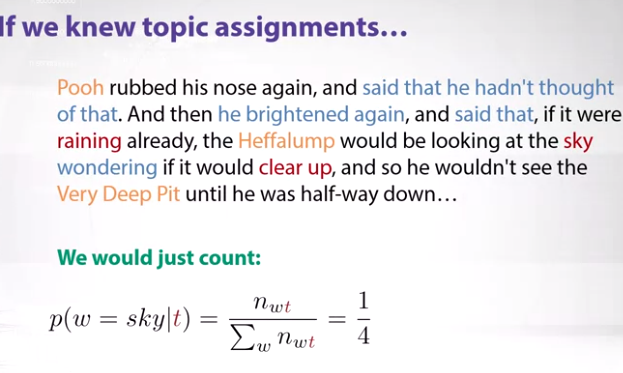 If we knew topic assignments...
Pooh rubbed his nose again, and said that he hadn't thought
of that. And then he brightened again, and said that, if it were
raining already, the Heffalump would be looking at the sky
wondering if it would clear up, and so he wouldn't see the
Very Deep Pit until he was half-way down...
We would just count:
p(w = sky|t) = n_{wt} / \sum_w n_{wt} = 1/4